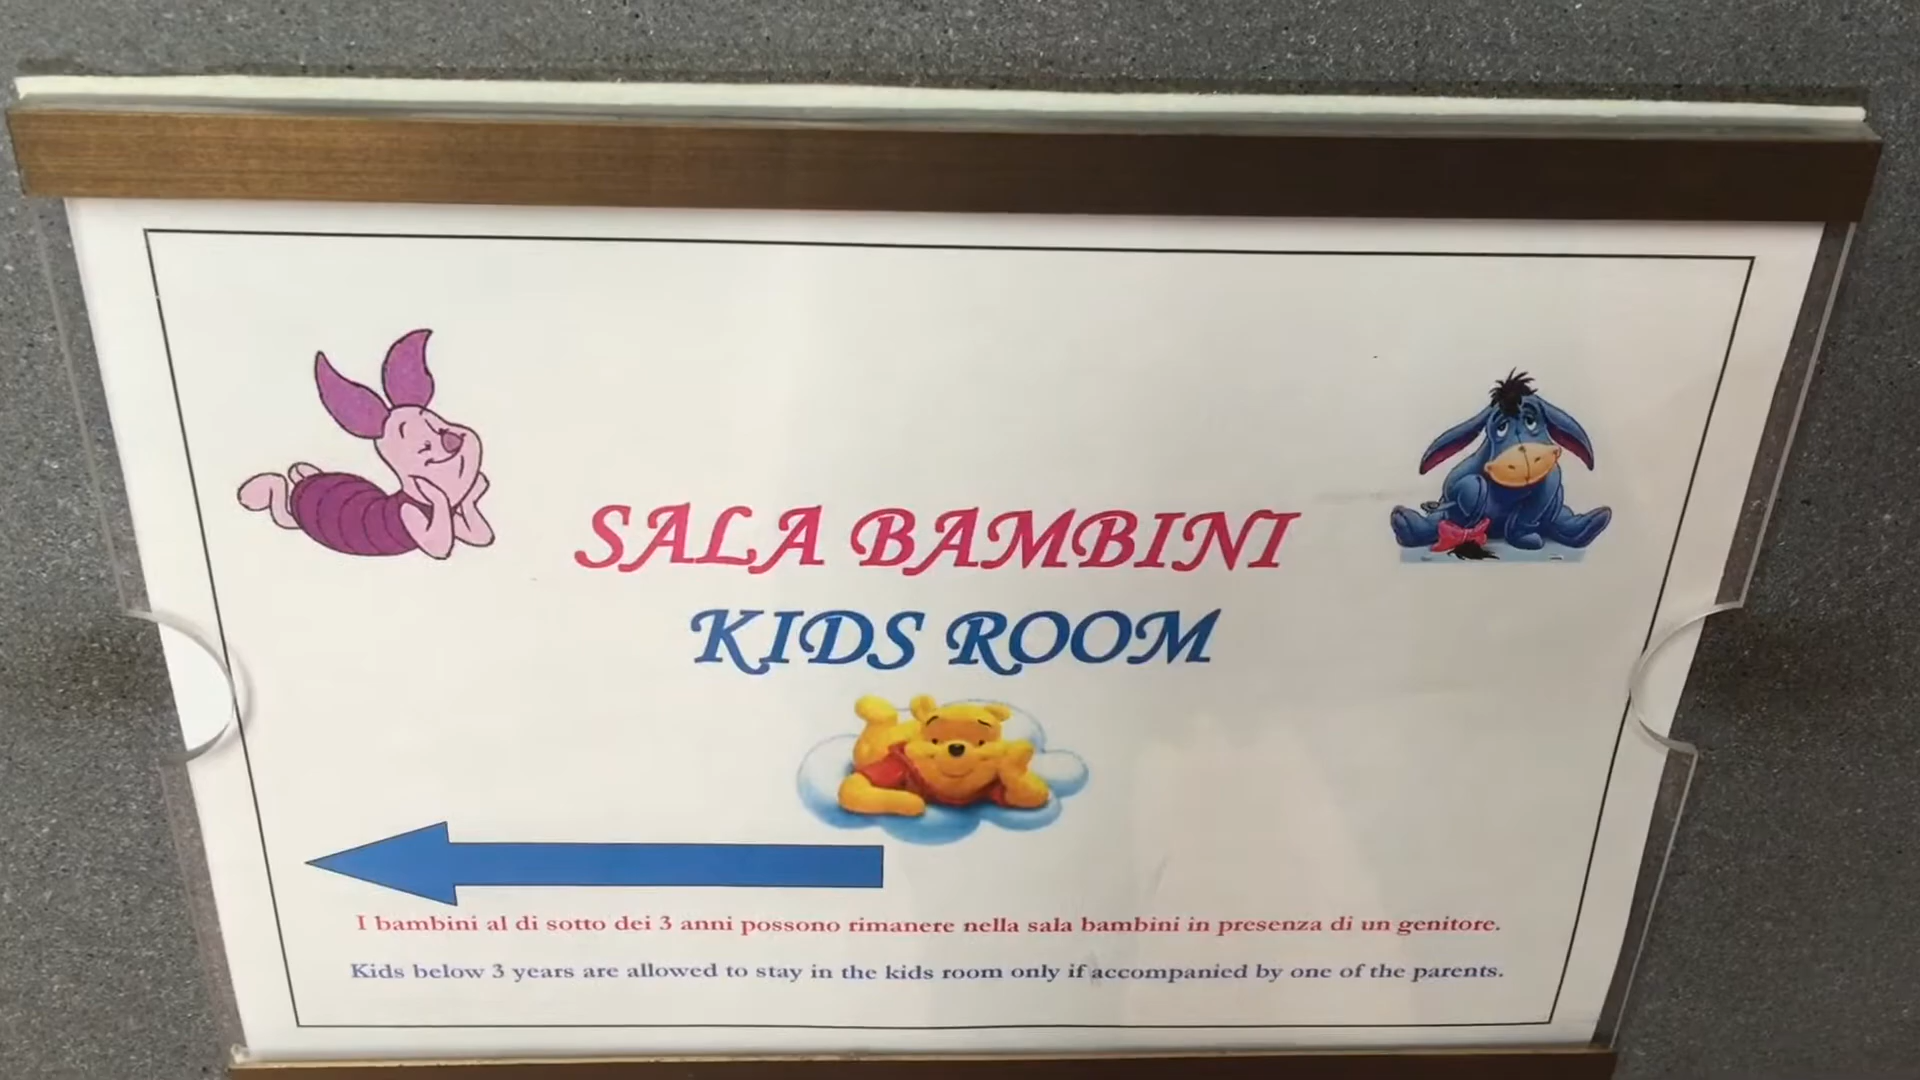 SALA BAMBINI
KIDS ROOM
I bambini al di sotto dei 3 anni possono rimanere nella sala bambini in presenza di un genitore.
Kids below 3 years are allowed to stay in the kids room only if accompanied by one of the parents.